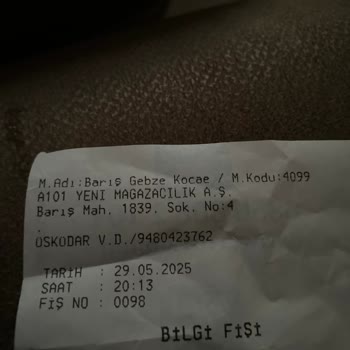 M.Adı:Barış Gebze Kocae / M.Kodu:4099
A101 YENİ MAGAZACILIK A.Ş.
Barış Mah. 1839. Sok. No:4
.
ÜSKÜDAR V.D./9480423762
TARİH : 29.05.2025
SAAT : 20:13
FİŞ NO : 0098
BİLGİ FİŞİ